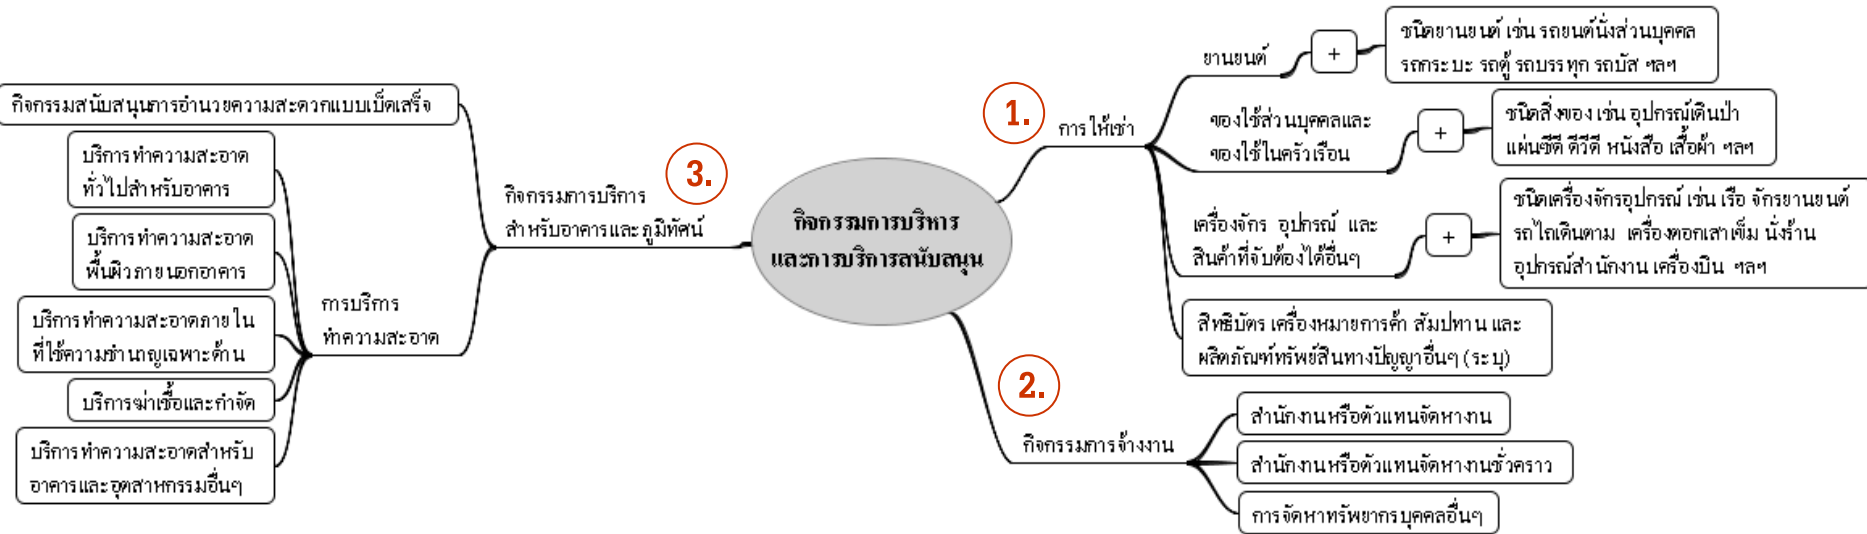 กิจกรรมการบริหาร
และการบริการสนับสนุน
1.
การให้เช่า
ยานยนต์
+
ชนิดยานยนต์ เช่น รถยนต์นั่งส่วนบุคคล
รถกระบะ รถตู้ รถบรรทุก รถบัส ฯลฯ
ของใช้ส่วนบุคคลและ
ของใช้ในครัวเรือน
+
ชนิดสิ่งของ เช่น อุปกรณ์เดินป่า
แผ่นซีดี ดีวีดี หนังสือ เสื้อผ้า ฯลฯ
เครื่องจักร อุปกรณ์ และ
สินค้าที่จับต้องได้อื่นๆ
+
ชนิดเครื่องจักรอุปกรณ์ เช่น เรือ จักรยานยนต์
รถไถเดินตาม เครื่องตอกเสาเข็ม นั่งร้าน
อุปกรณ์สำนักงาน เครื่องบิน ฯลฯ
สิทธิบัตร เครื่องหมายการค้า สัมปทาน และ
ผลิตภัณฑ์ทรัพย์สินทางปัญญาอื่นๆ (ระบุ)
2.
กิจกรรมการจ้างงาน
สำนักงานหรือตัวแทนจัดหางาน
สำนักงานหรือตัวแทนจัดหางานชั่วคราว
การจัดหาทรัพยากรบุคคลอื่นๆ
3.
กิจกรรมการบริการ
สำหรับอาคารและภูมิทัศน์
กิจกรรมสนับสนุนการอำนวยความสะดวกแบบเบ็ดเสร็จ
การบริการ
ทำความสะอาด
บริการทำความสะอาด
ทั่วไปสำหรับอาคาร
บริการทำความสะอาด
พื้นผิวภายนอกอาคาร
บริการทำความสะอาดภายใน
ที่ใช้ความชำนาญเฉพาะด้าน
บริการฆ่าเชื้อและกำจัด
บริการทำความสะอาดสำหรับ
อาคารและอุตสาหกรรมอื่นๆ